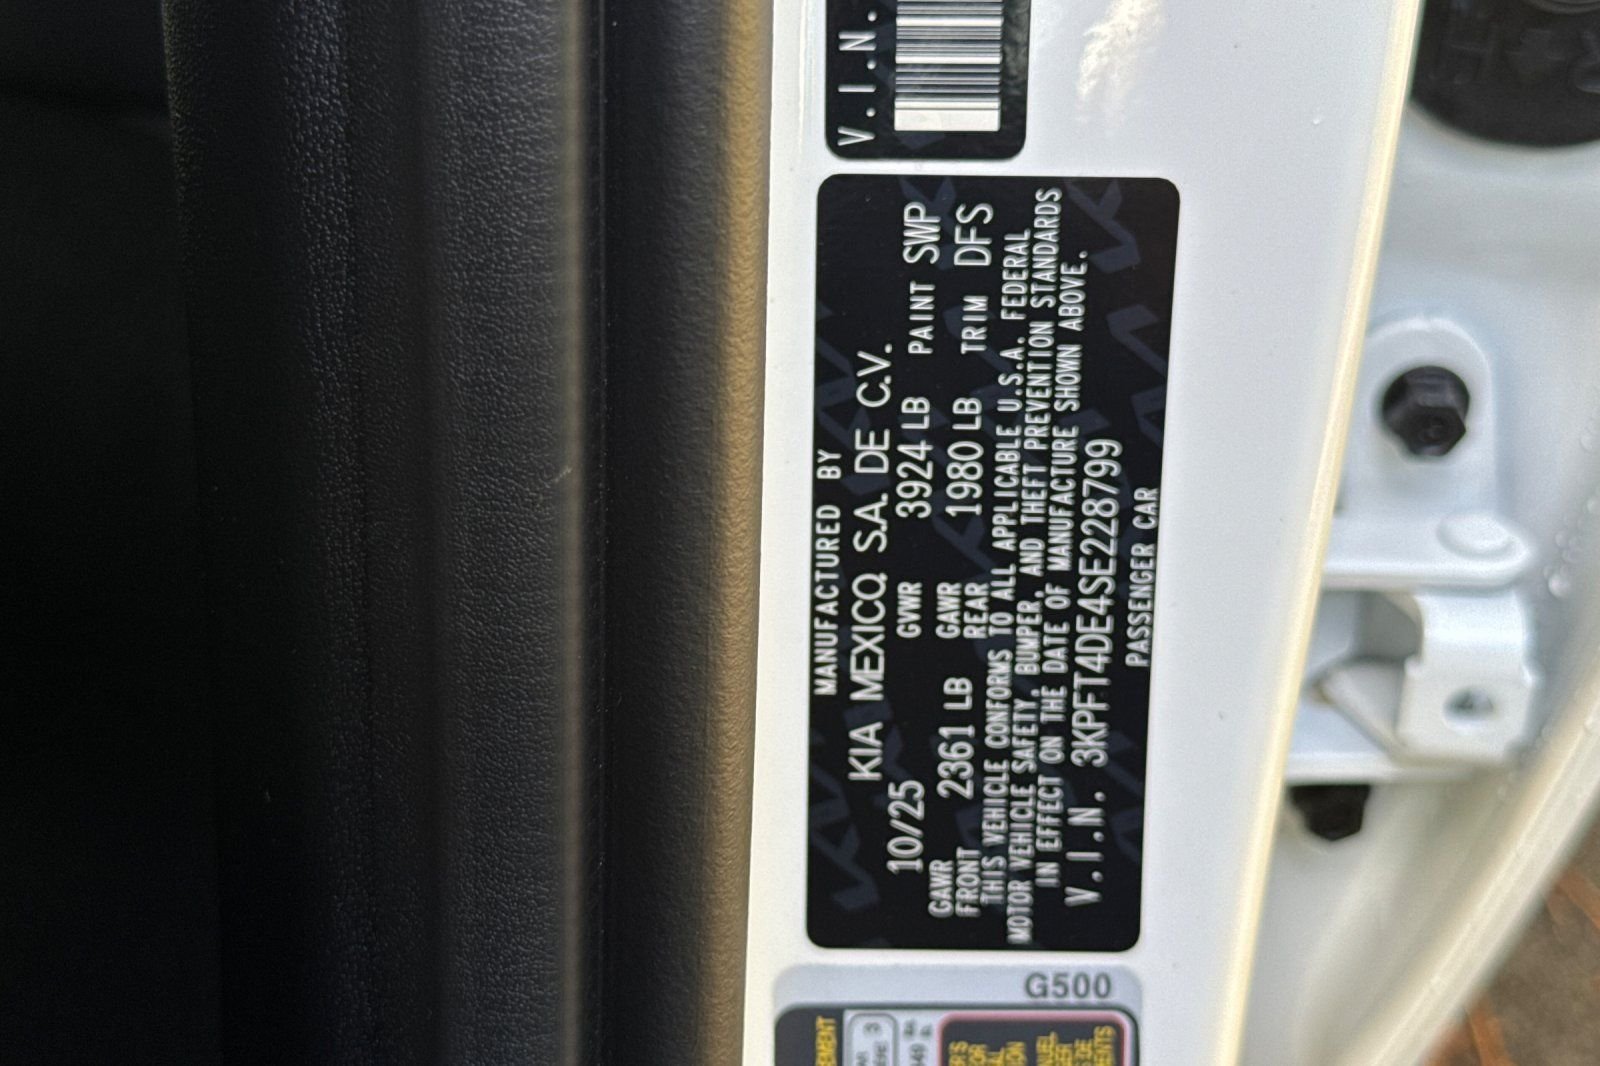 V.I.N.
MANUFACTURED BY
KIA MEXICO S.A. DE C.V.
10/25 GVWR 3924 LB PAINT SWP
GAWR FRONT 2361 LB GAWR REAR 1980 LB TRIM DFS
THIS VEHICLE CONFORMS TO ALL APPLICABLE U.S.A. FEDERAL
MOTOR VEHICLE SAFETY, BUMPER, AND THEFT PREVENTION STANDARDS
IN EFFECT ON THE DATE OF MANUFACTURE SHOWN ABOVE.
V.I.N. 3KPFT4DE4SE228799
PASSENGER CAR
G500